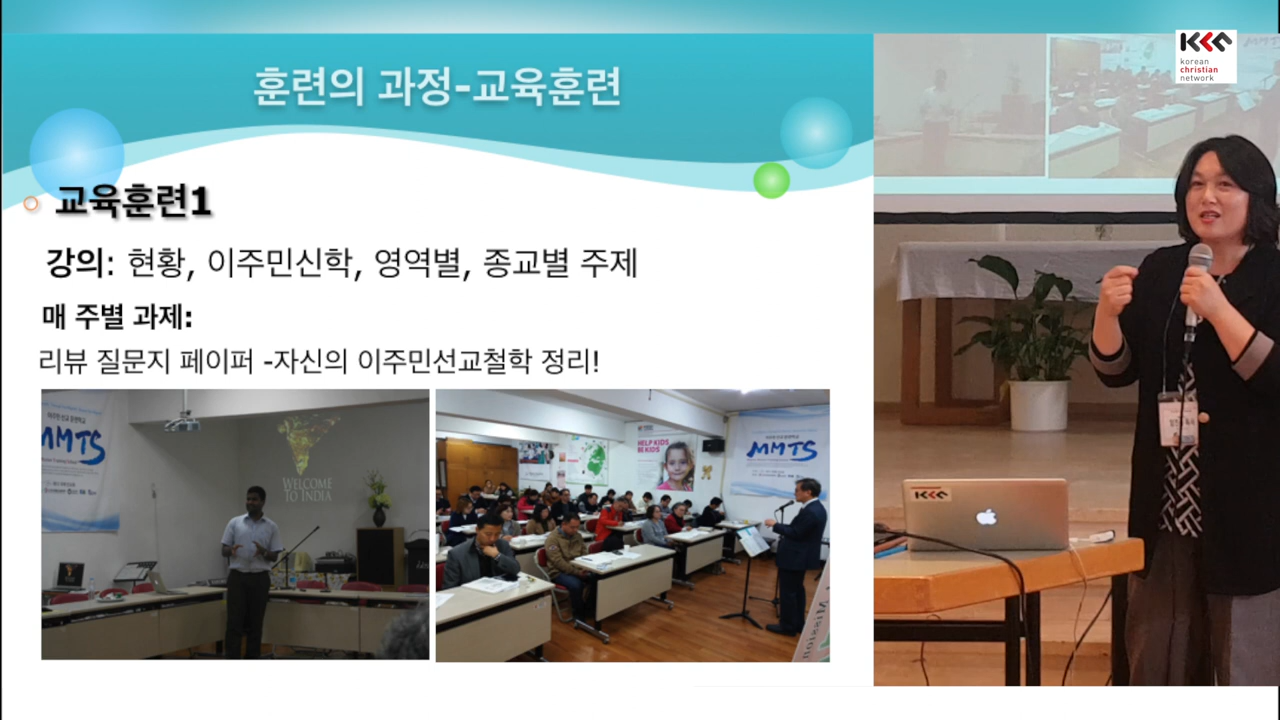 훈련의 과정-교육훈련
교육훈련1
강의: 현황, 이주민신학, 영역별, 종교별 주제
매 주별 과제:
리뷰 질문지 페이퍼 -자신의 이주민선교철학 정리!
MMTS
WELCOME
TO INDIA
HELP KIDS
BE KIDS
MMTS
Mission
KCN
korean
christian
network
KCN